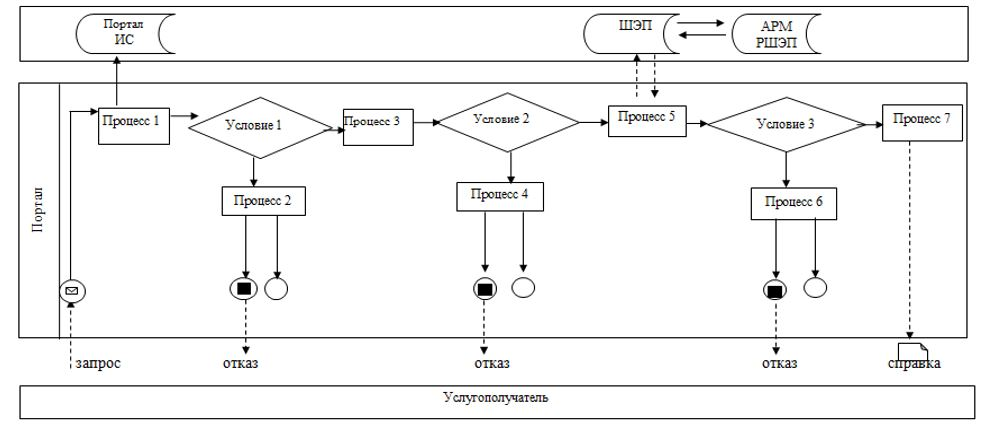 Портал
ИС
ШЭП
АРМ
РШЭП
Портал
Процесс 1
Условие 1
Процесс 3
Условие 2
Процесс 5
Условие 3
Процесс 7
Процесс 2
Процесс 4
Процесс 6
запрос
отказ
отказ
отказ
справка
Услугополучатель